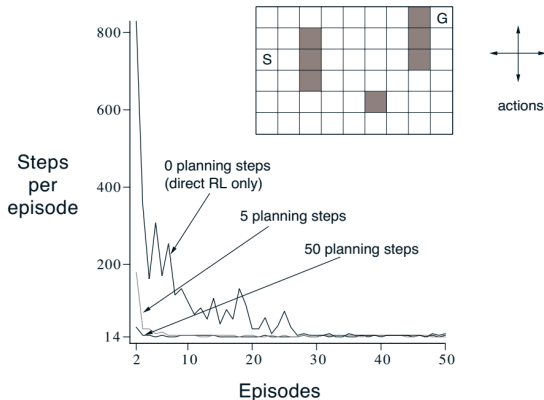 800
600
400
200
14
Steps
per
episode
0 planning steps
(direct RL only)
5 planning steps
50 planning steps
2
10
20
30
40
50
Episodes
S
G
actions